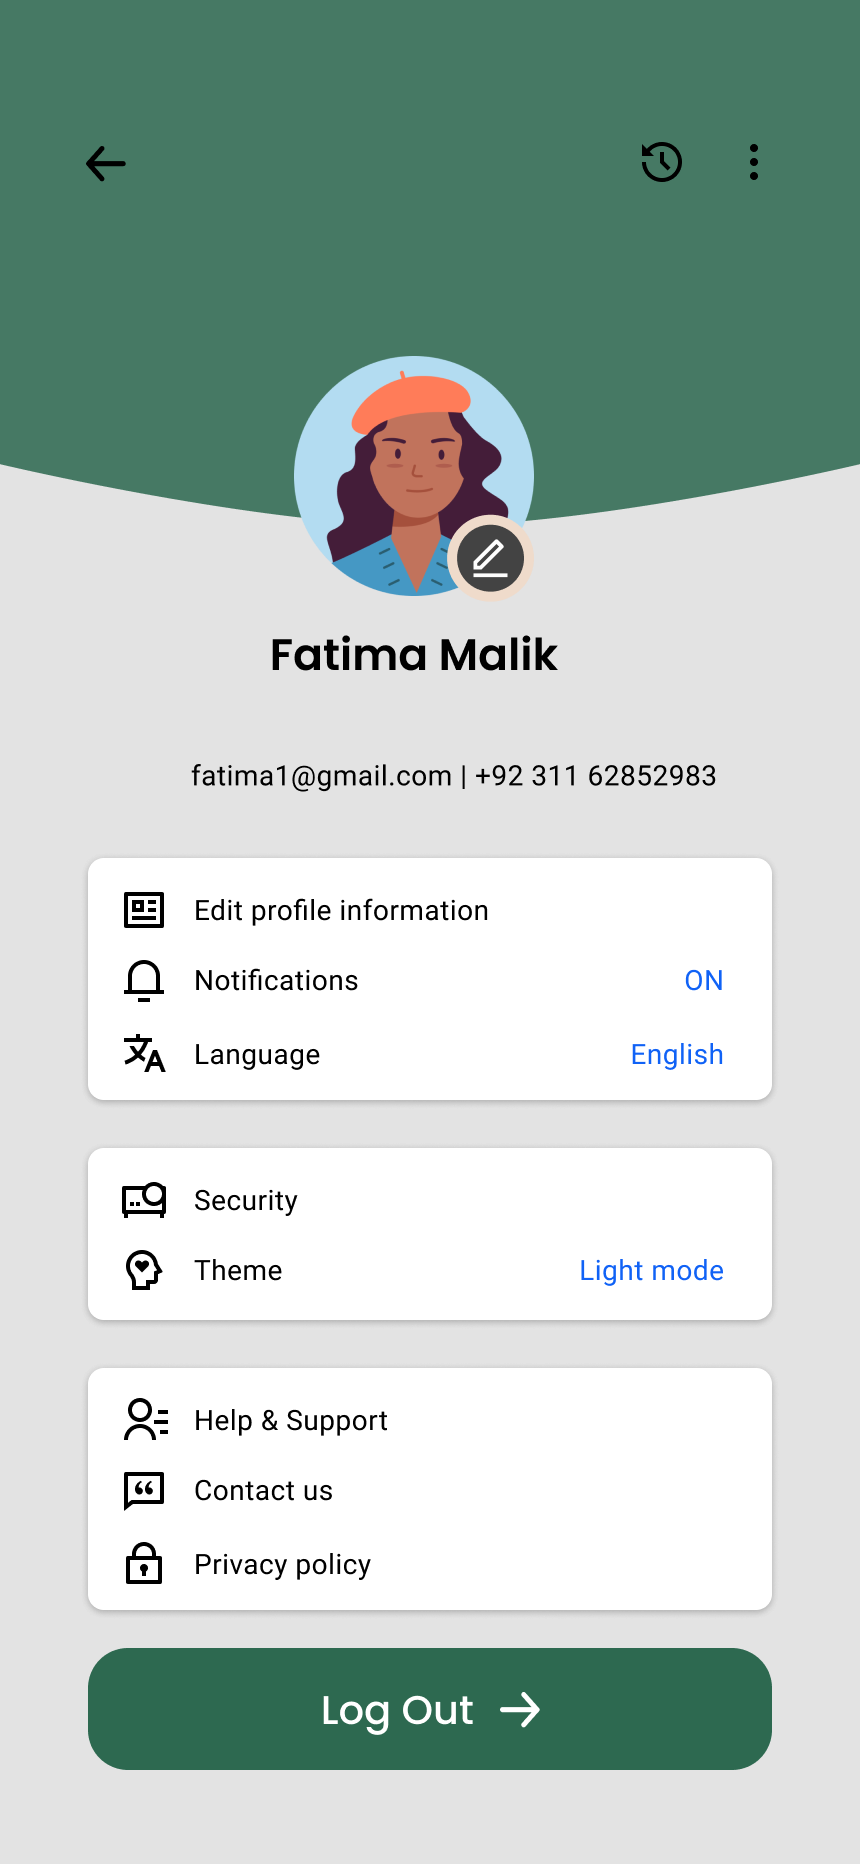 Fatima Malik
fatima1@gmail.com | +92 311 62852983
Edit profile information
Notifications ON
Language English
Security
Theme Light mode
Help & Support
Contact us
Privacy policy
Log Out